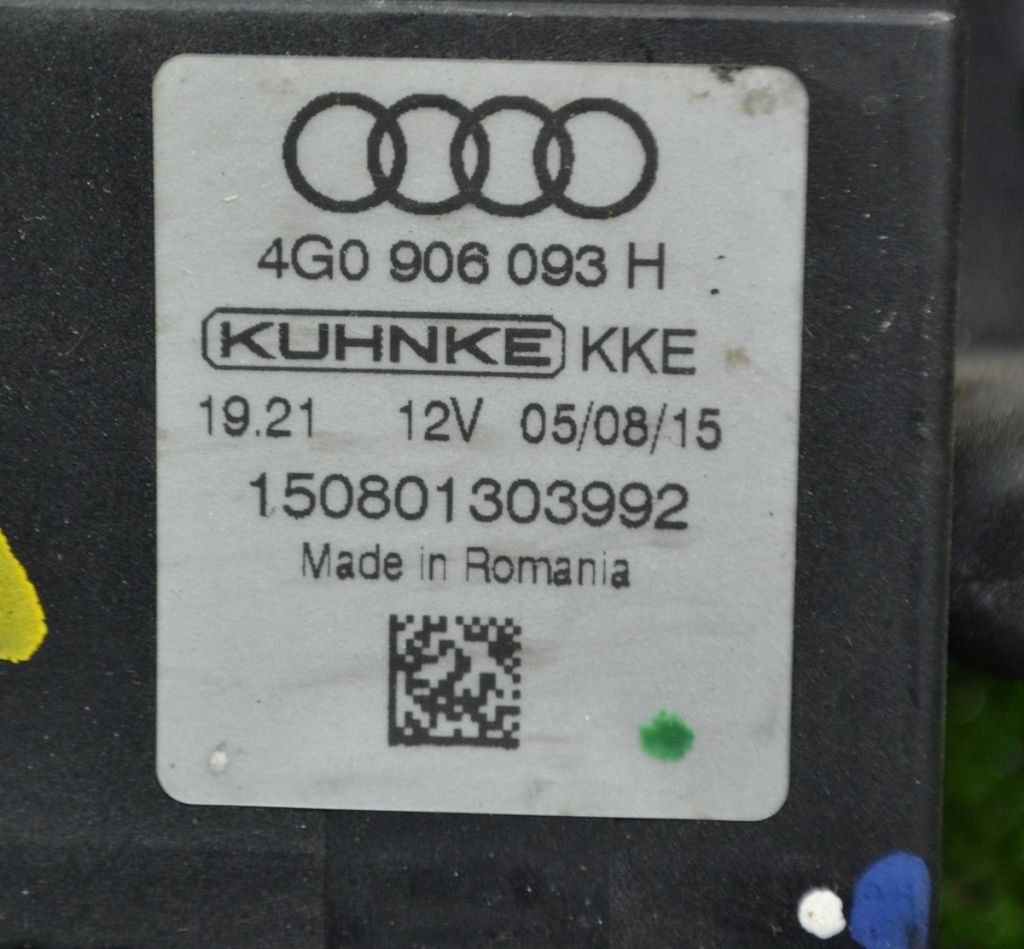 4G0 906 093 H
KUHNKE KKE
19.21 12V 05/08/15
150801303992
Made in Romania